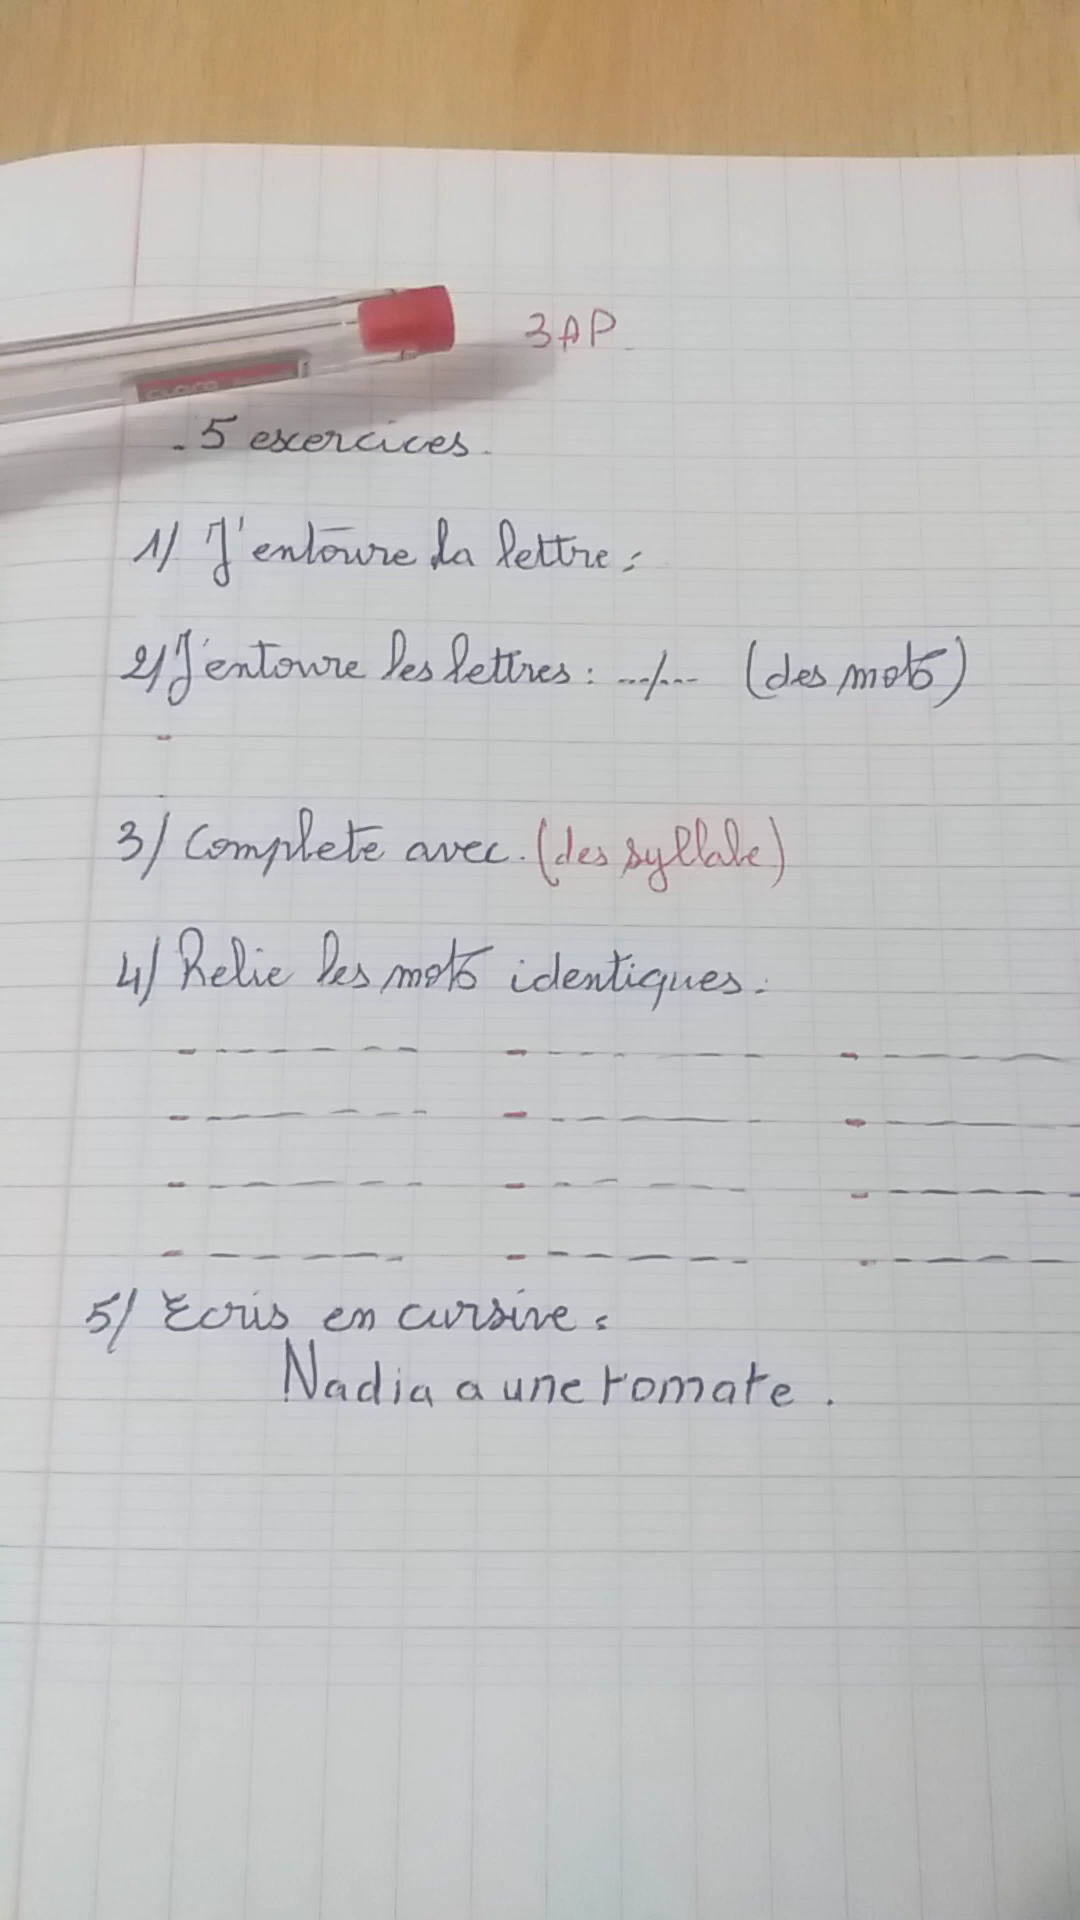 3AP
. 5 exercices.
1/ J'entoure la lettre :
2/ J'entoure les lettres : .../... (des mots)
-
3/ Complete avec. (des syllabe)
4/ Relie les mots identiques :
- - - - - - - - - - - - - - - - - -
- - - - - - - - - - - - - - - - - -
- - - - - - - - - - - - - - - - - -
- - - - - - - - - - - - - - - - - -
5/ Ecris en cursive :
Nadia a une tomate .